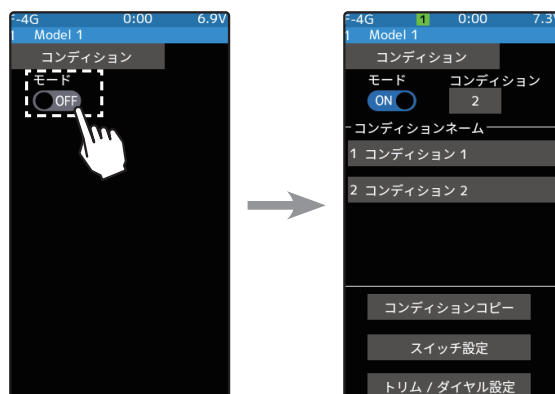 F-4G 0:00 6.9V
1 Model 1
コンディション
モード
OFF
F-4G 1 0:00 7.3V
1 Model 1
コンディション
モード コンディション
ON 2
コンディションネーム
1 コンディション 1
2 コンディション 2
コンディションコピー
スイッチ設定
トリム / ダイヤル設定